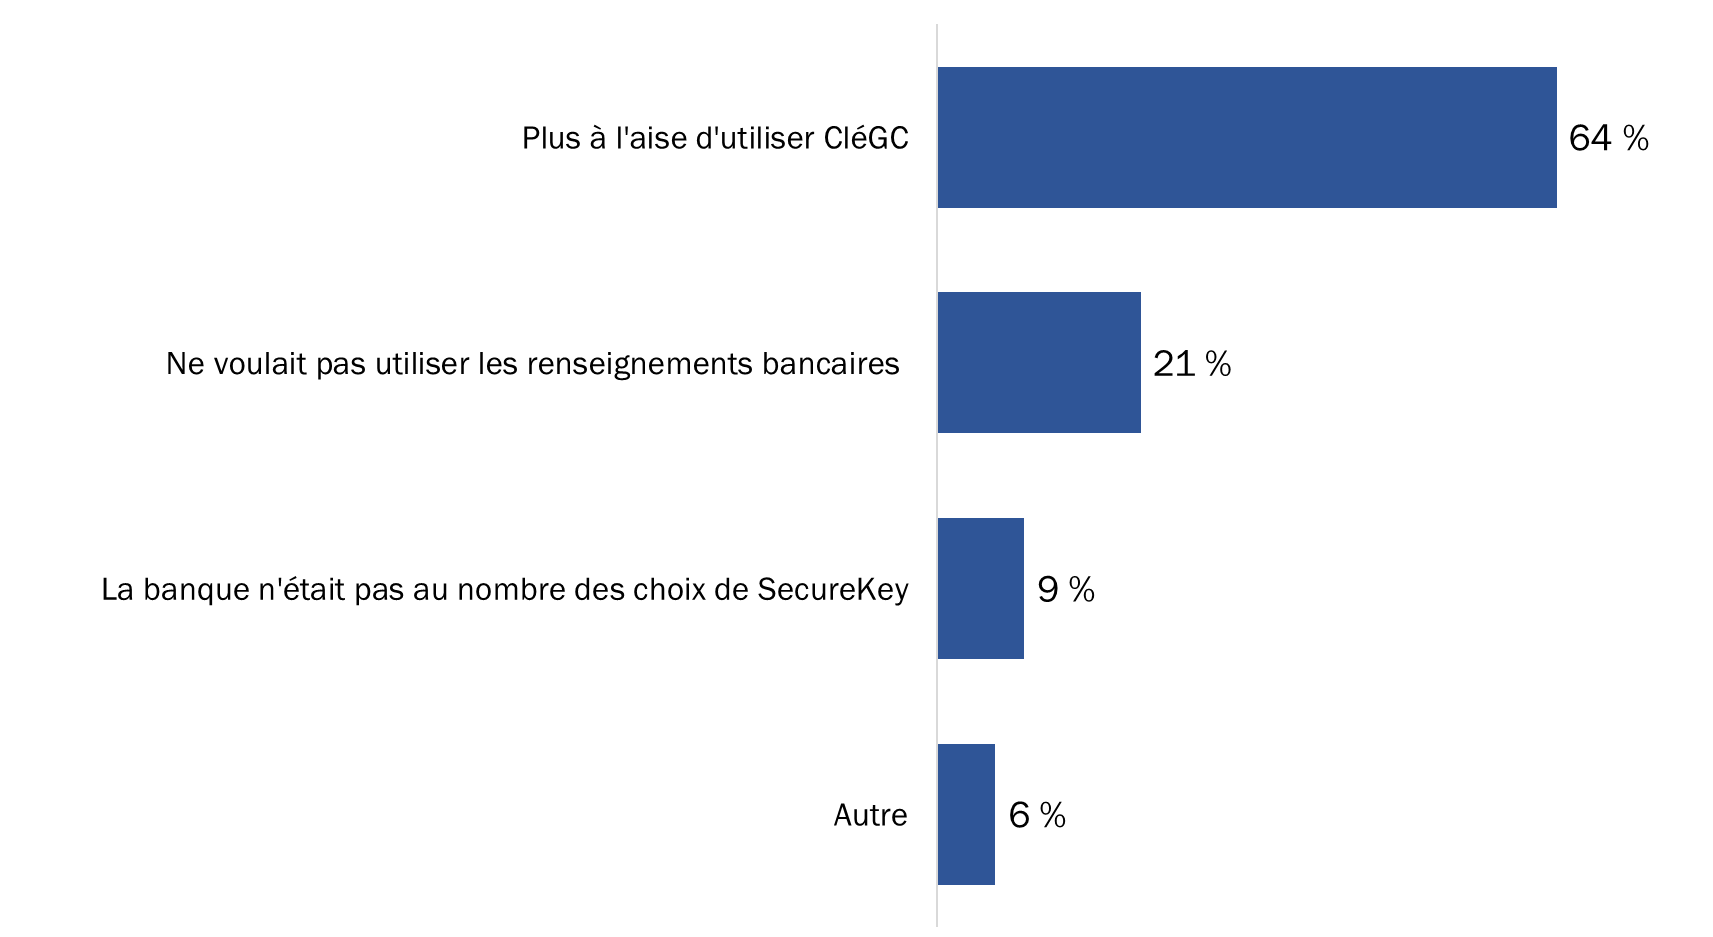 Plus à l'aise d'utiliser CléGC 64 %
Ne voulait pas utiliser les renseignements bancaires 21 %
La banque n'était pas au nombre des choix de SecureKey 9 %
Autre 6 %